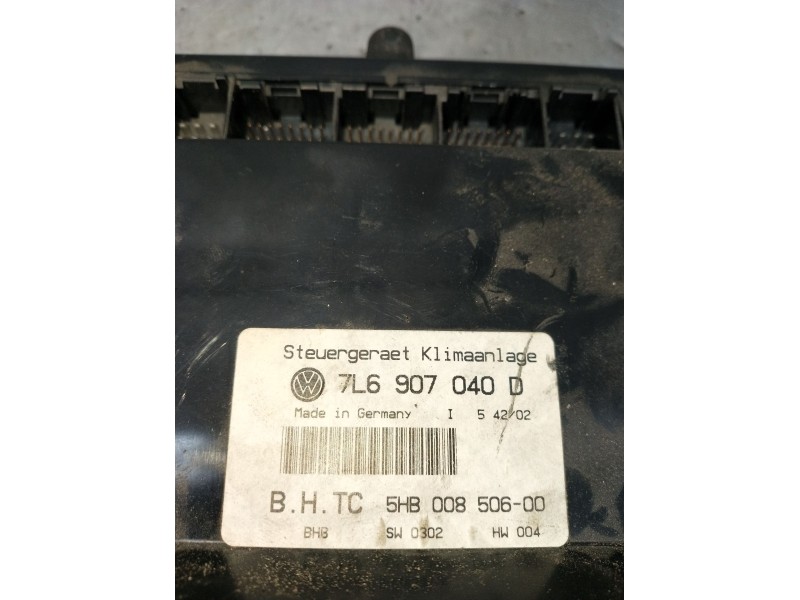 Steuergeraet Klimaanlage
VW 7L6 907 040 D
Made in Germany I 5 42/02
B.H.TC 5HB 008 506-00
BHB SW 0302 HW 004